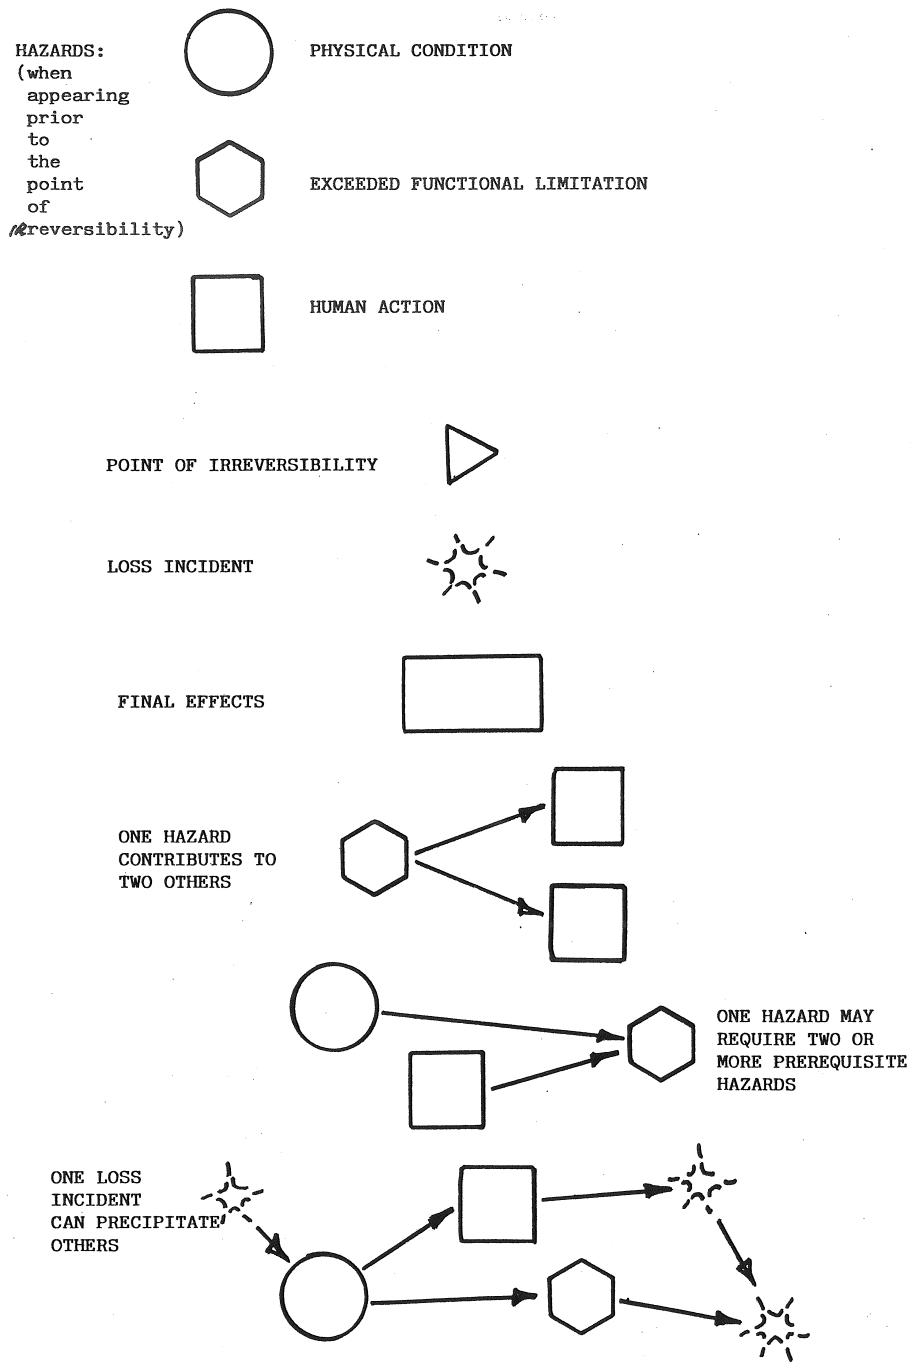 HAZARDS:
(when
appearing
prior
to
the
point
of
irreversibility)
PHYSICAL CONDITION
EXCEEDED FUNCTIONAL LIMITATION
HUMAN ACTION
POINT OF IRREVERSIBILITY
LOSS INCIDENT
FINAL EFFECTS
ONE HAZARD
CONTRIBUTES TO
TWO OTHERS
ONE HAZARD MAY
REQUIRE TWO OR
MORE PREREQUISITE
HAZARDS
ONE LOSS
INCIDENT
CAN PRECIPITATE
OTHERS